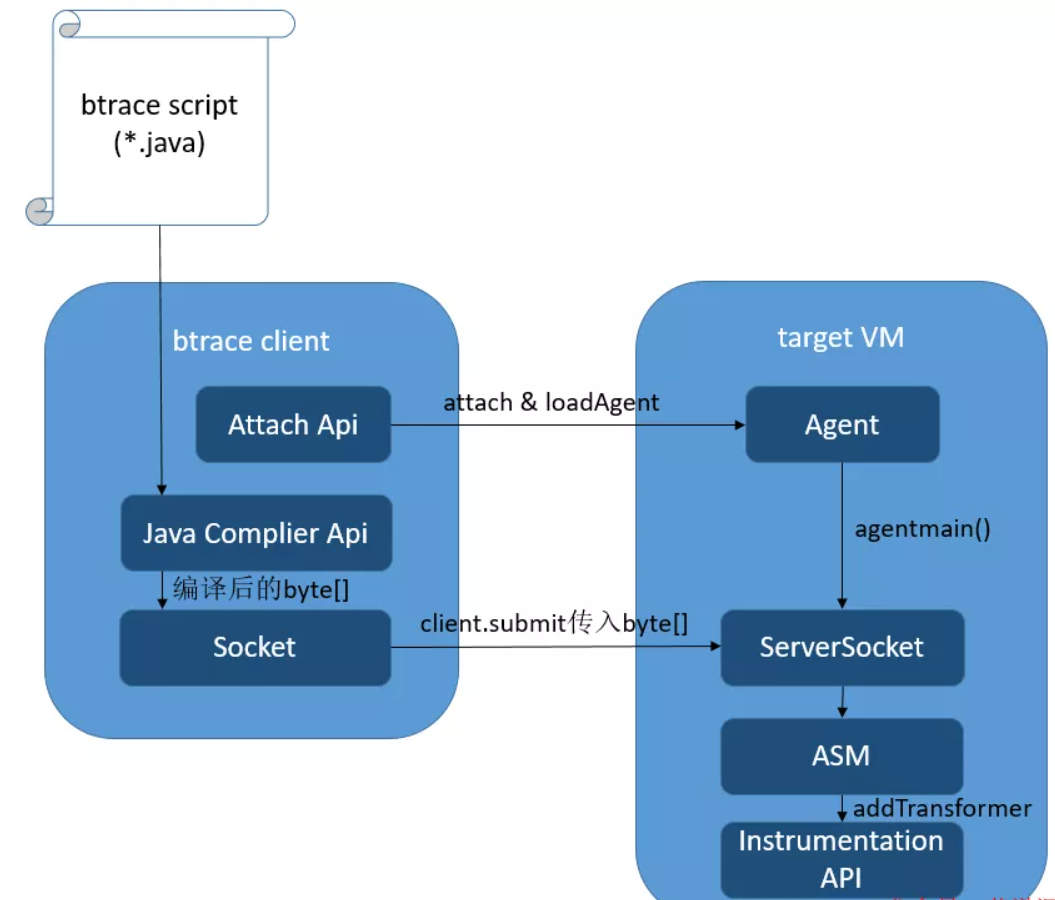 btrace script
(*.java)
btrace client
target VM
attach & loadAgent
Attach Api
Agent
agentmain()
Java Complier Api
编译后的byte[]
client.submit传入byte[]
Socket
ServerSocket
ASM
addTransformer
Instrumentation
API